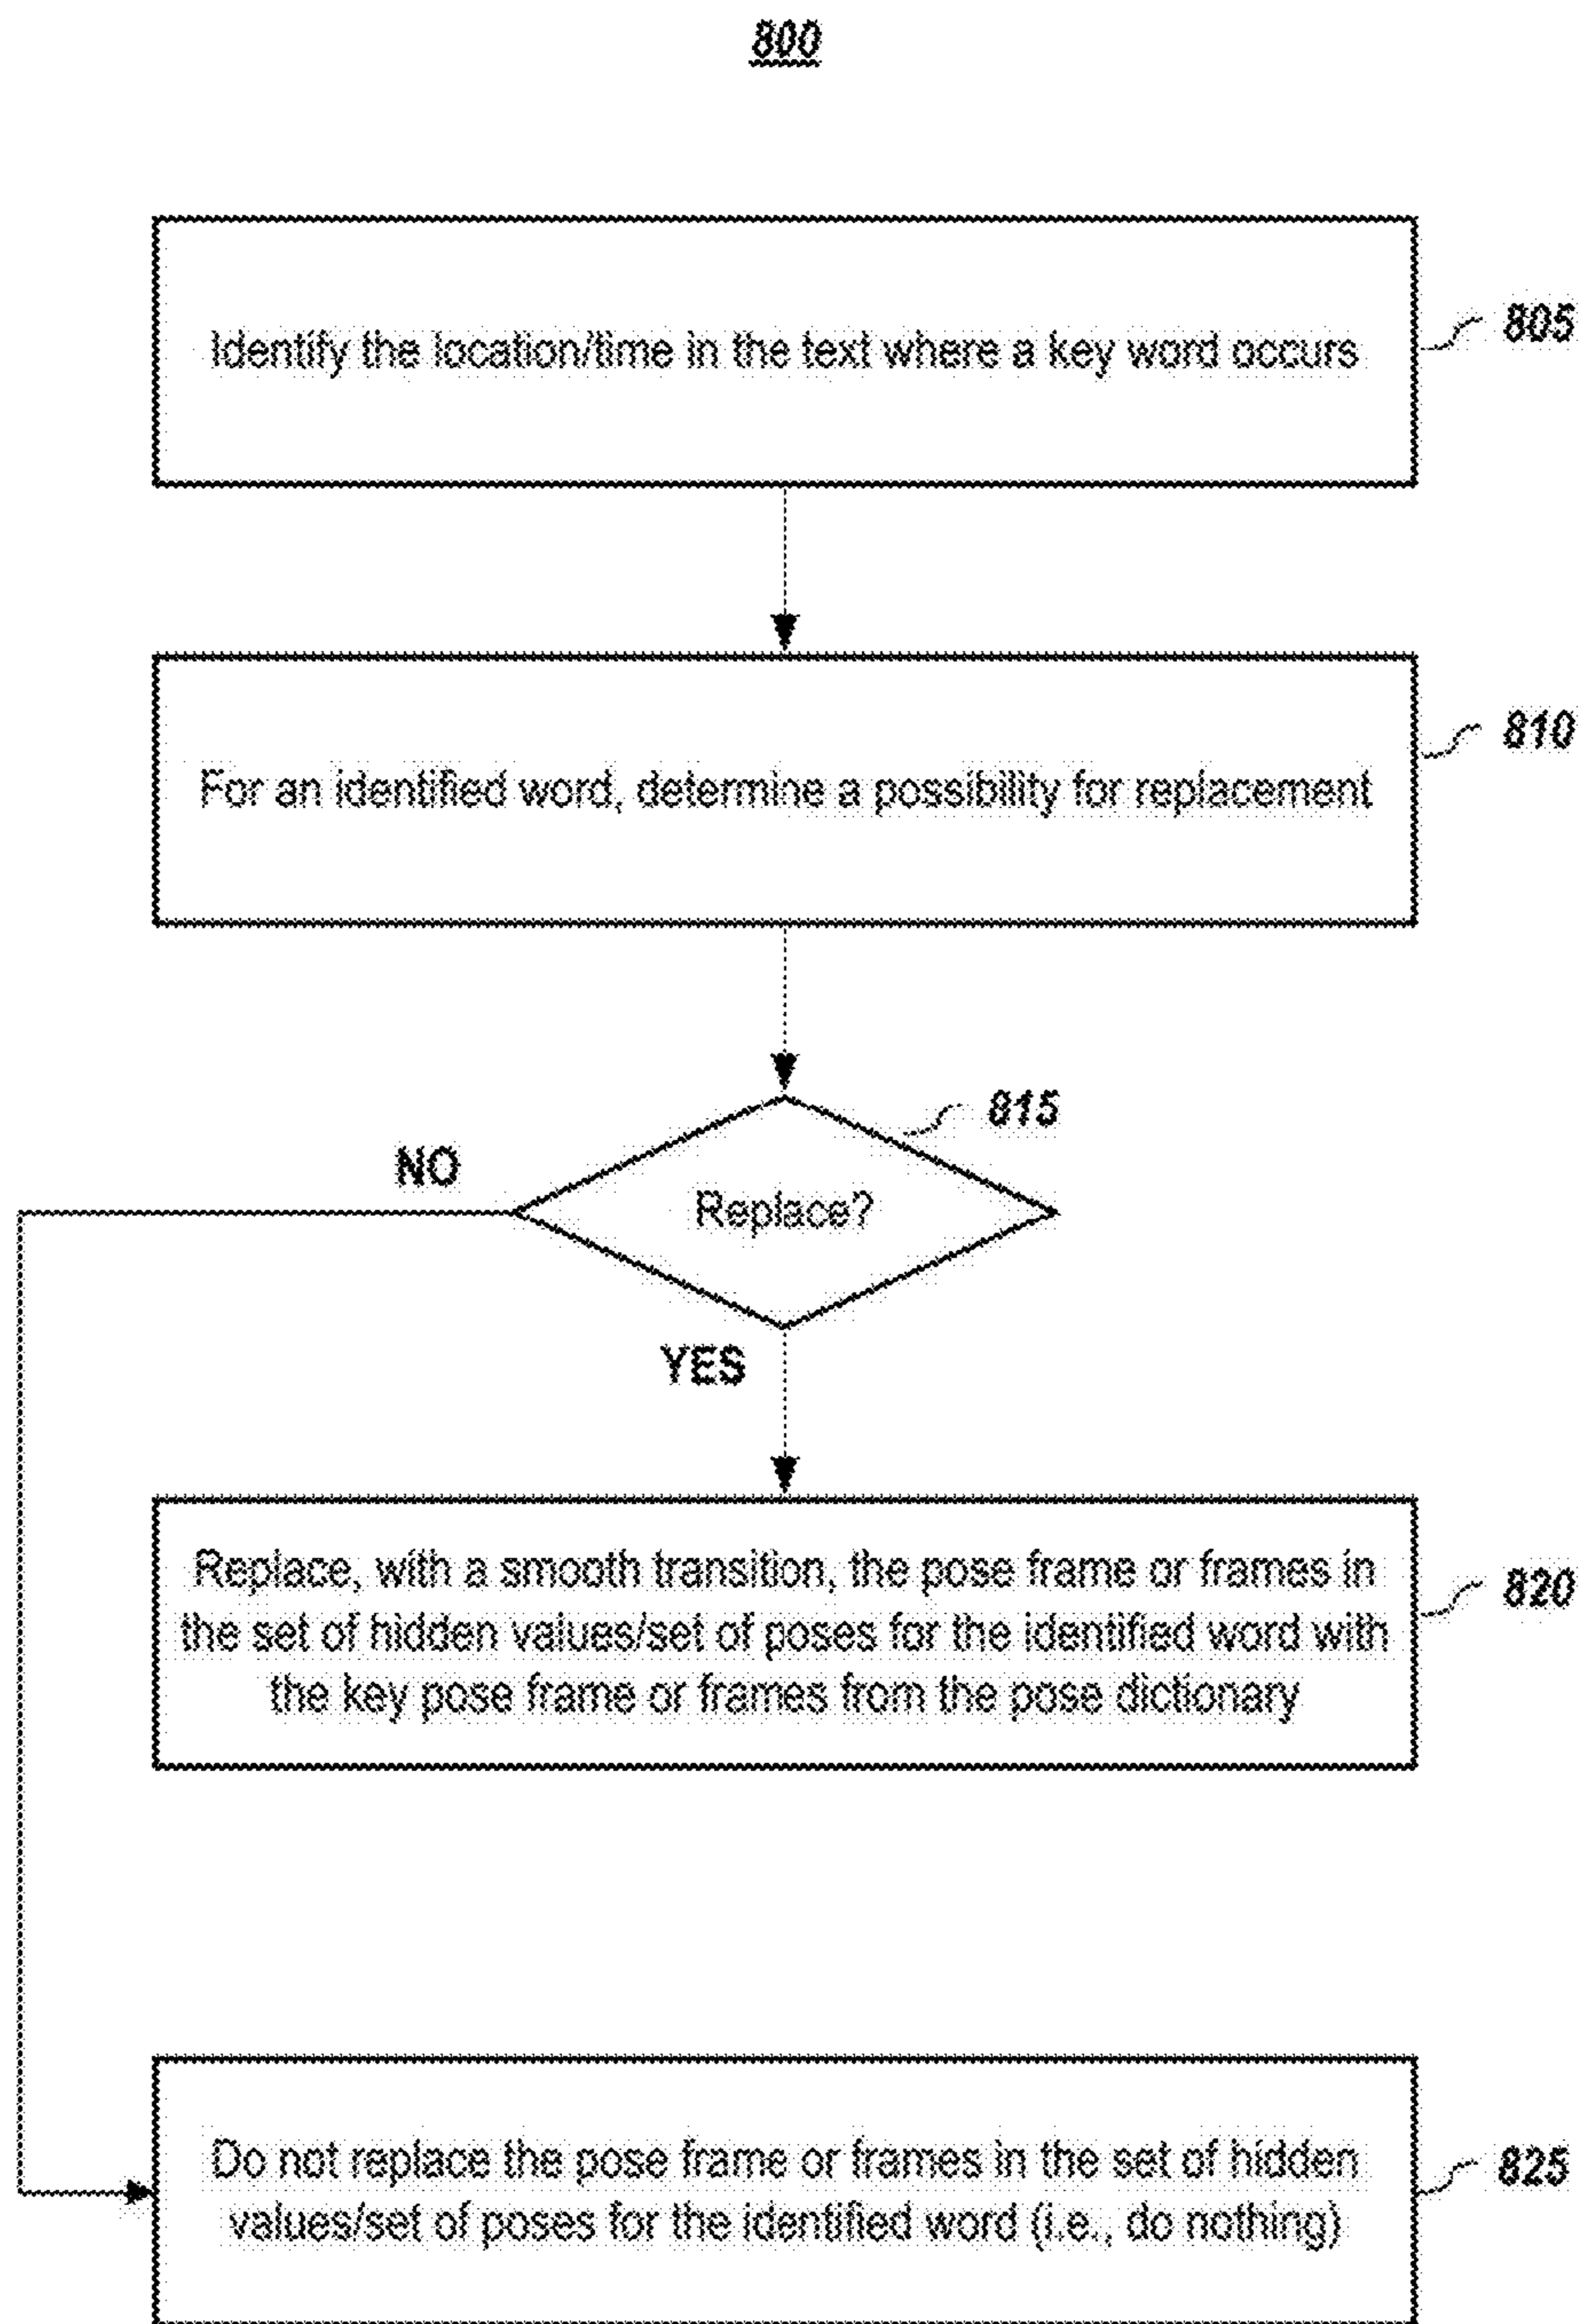 800
Identify the location/time in the text where a key word occurs
805
For an identified word, determine a possibility for replacement
810
815
NO
Replace?
YES
Replace, with a smooth transition, the pose frame or frames in
the set of hidden values/set of poses for the identified word with
the key pose frame or frames from the pose dictionary
820
Do not replace the pose frame or frames in the set of hidden
values/set of poses for the identified word (i.e., do nothing)
825